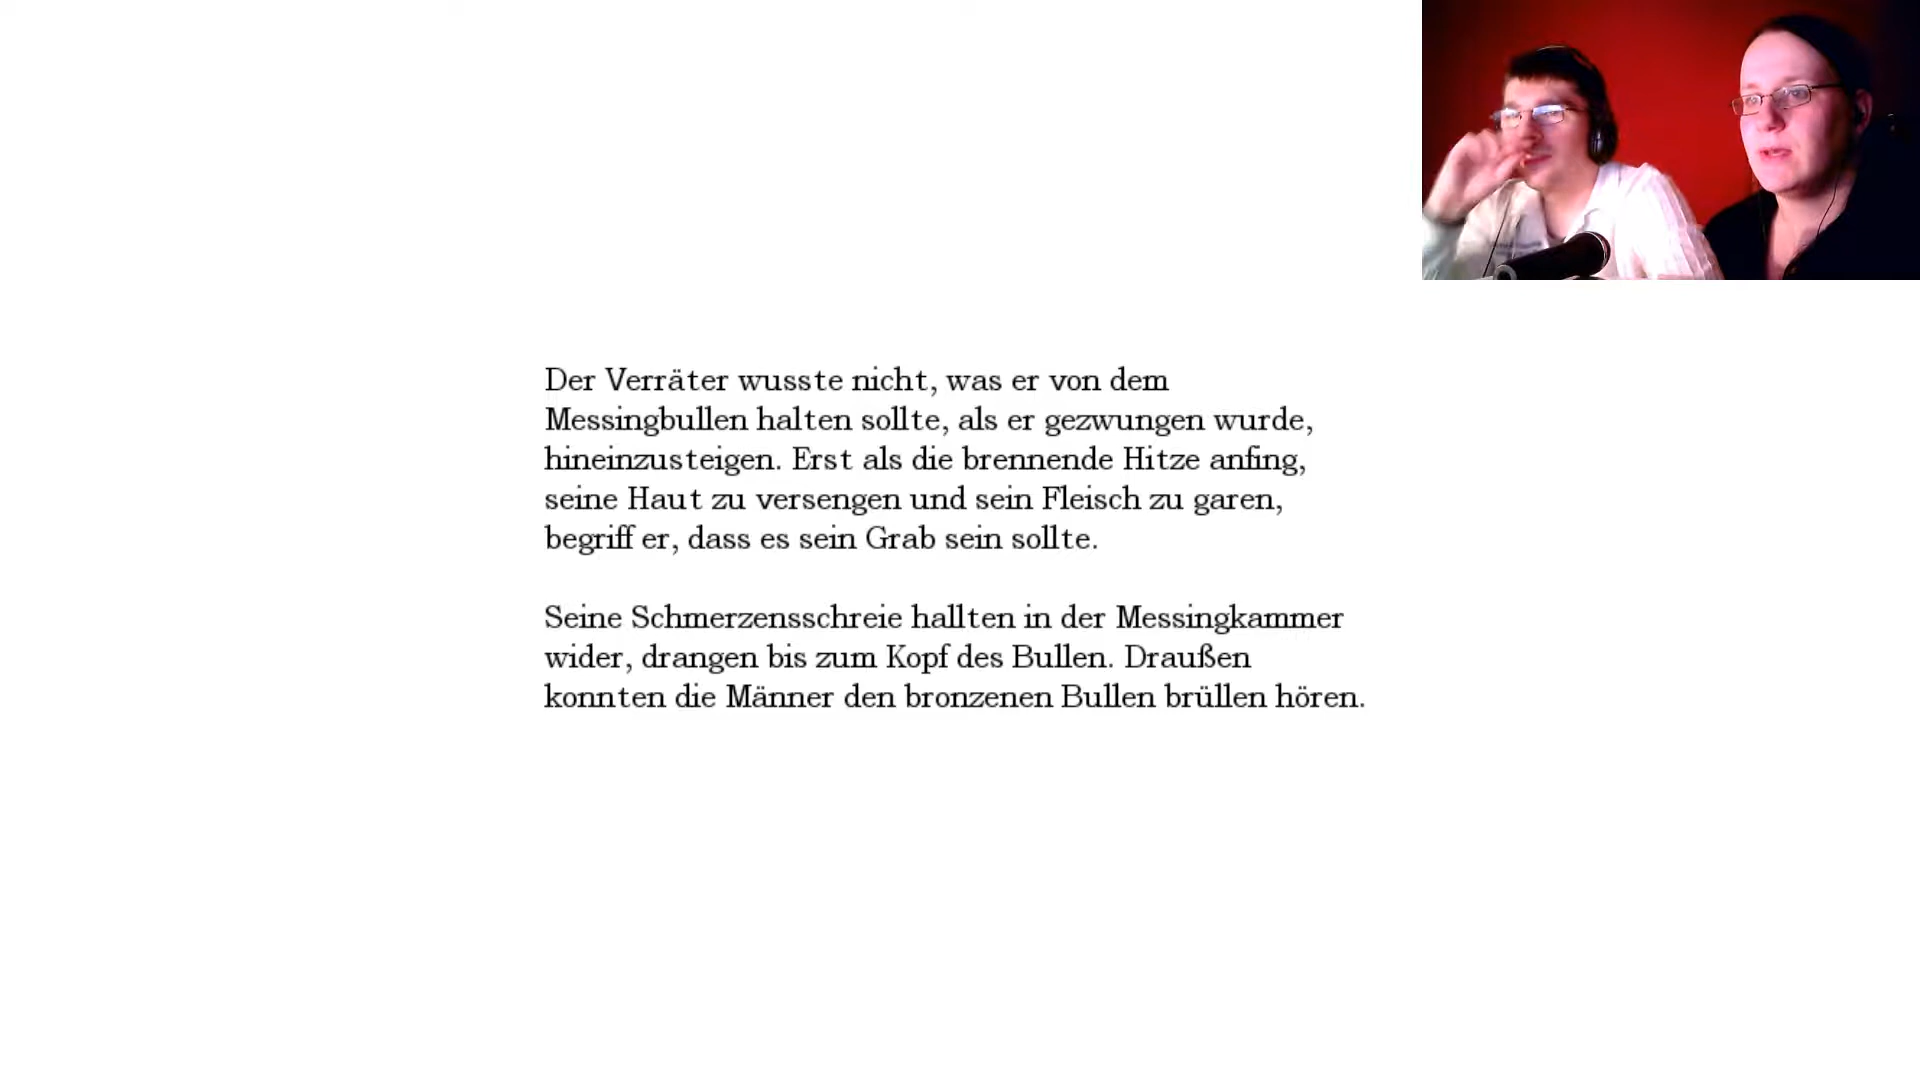 Der Verräter wusste nicht, was er von dem
Messingbullen halten sollte, als er gezwungen wurde,
hineinzusteigen. Erst als die brennende Hitze anfing,
seine Haut zu versengen und sein Fleisch zu garen,
begriff er, dass es sein Grab sein sollte.
Seine Schmerzensschreie hallten in der Messingkammer
wider, drangen bis zum Kopf des Bullen. Draußen
konnten die Männer den bronzenen Bullen brüllen hören.